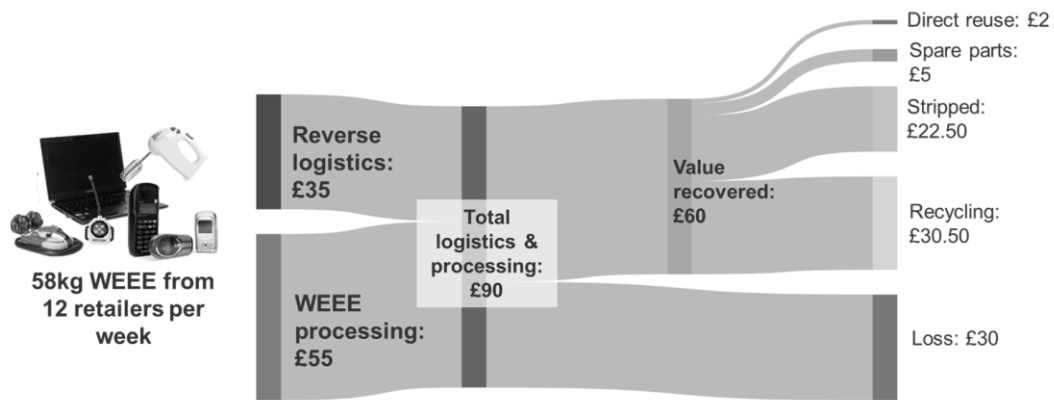 58kg WEEE from
12 retailers per
week
Reverse
logistics:
£35
WEEE
processing:
£55
Total
logistics &
processing:
£90
Value
recovered:
£60
Direct reuse: £2
Spare parts:
£5
Stripped:
£22.50
Recycling:
£30.50
Loss: £30